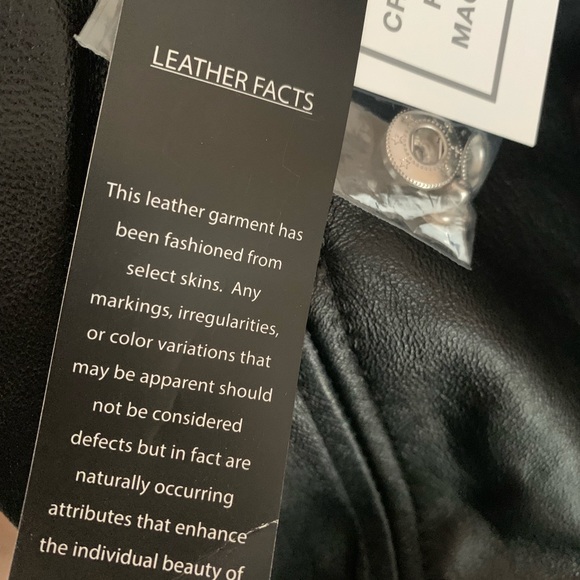 LEATHER FACTS
This leather garment has
been fashioned from
select skins. Any
markings, irregularities,
or color variations that
may be apparent should
not be considered
defects but in fact are
naturally occurring
attributes that enhance
the individual beauty of